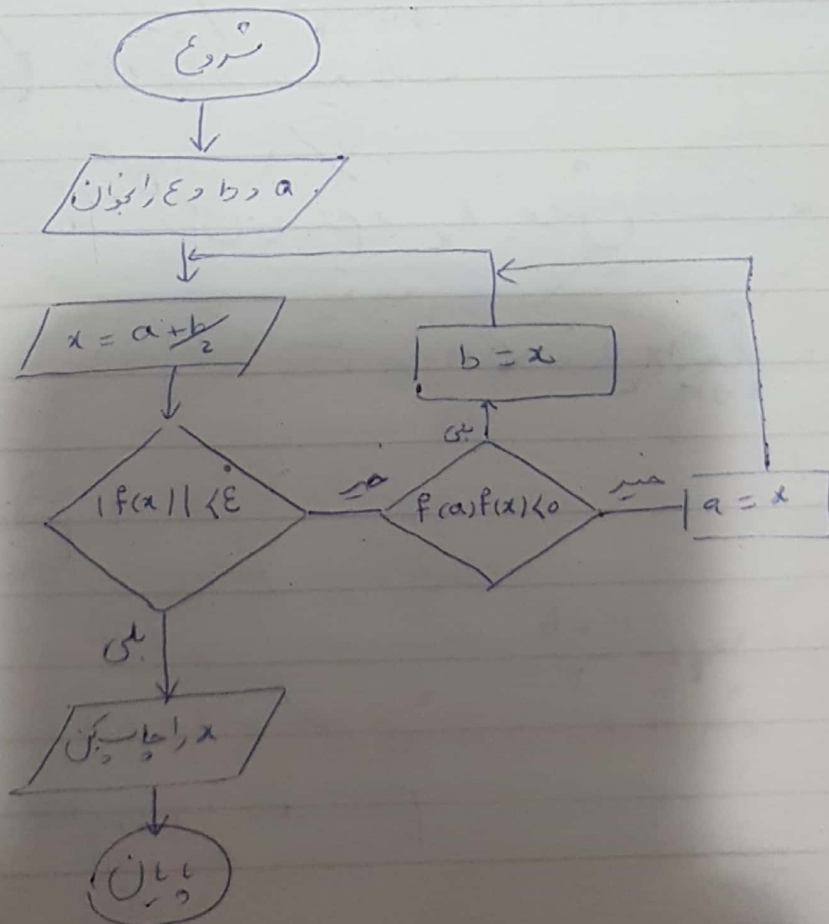 شروع
a و b و ε را بخوان
x = a+b/2
b = x
بلی
|f(x)| < ε
خیر
f(a)f(x)<0
خیر
a = x
بلی
x را چاپ کن
پایان